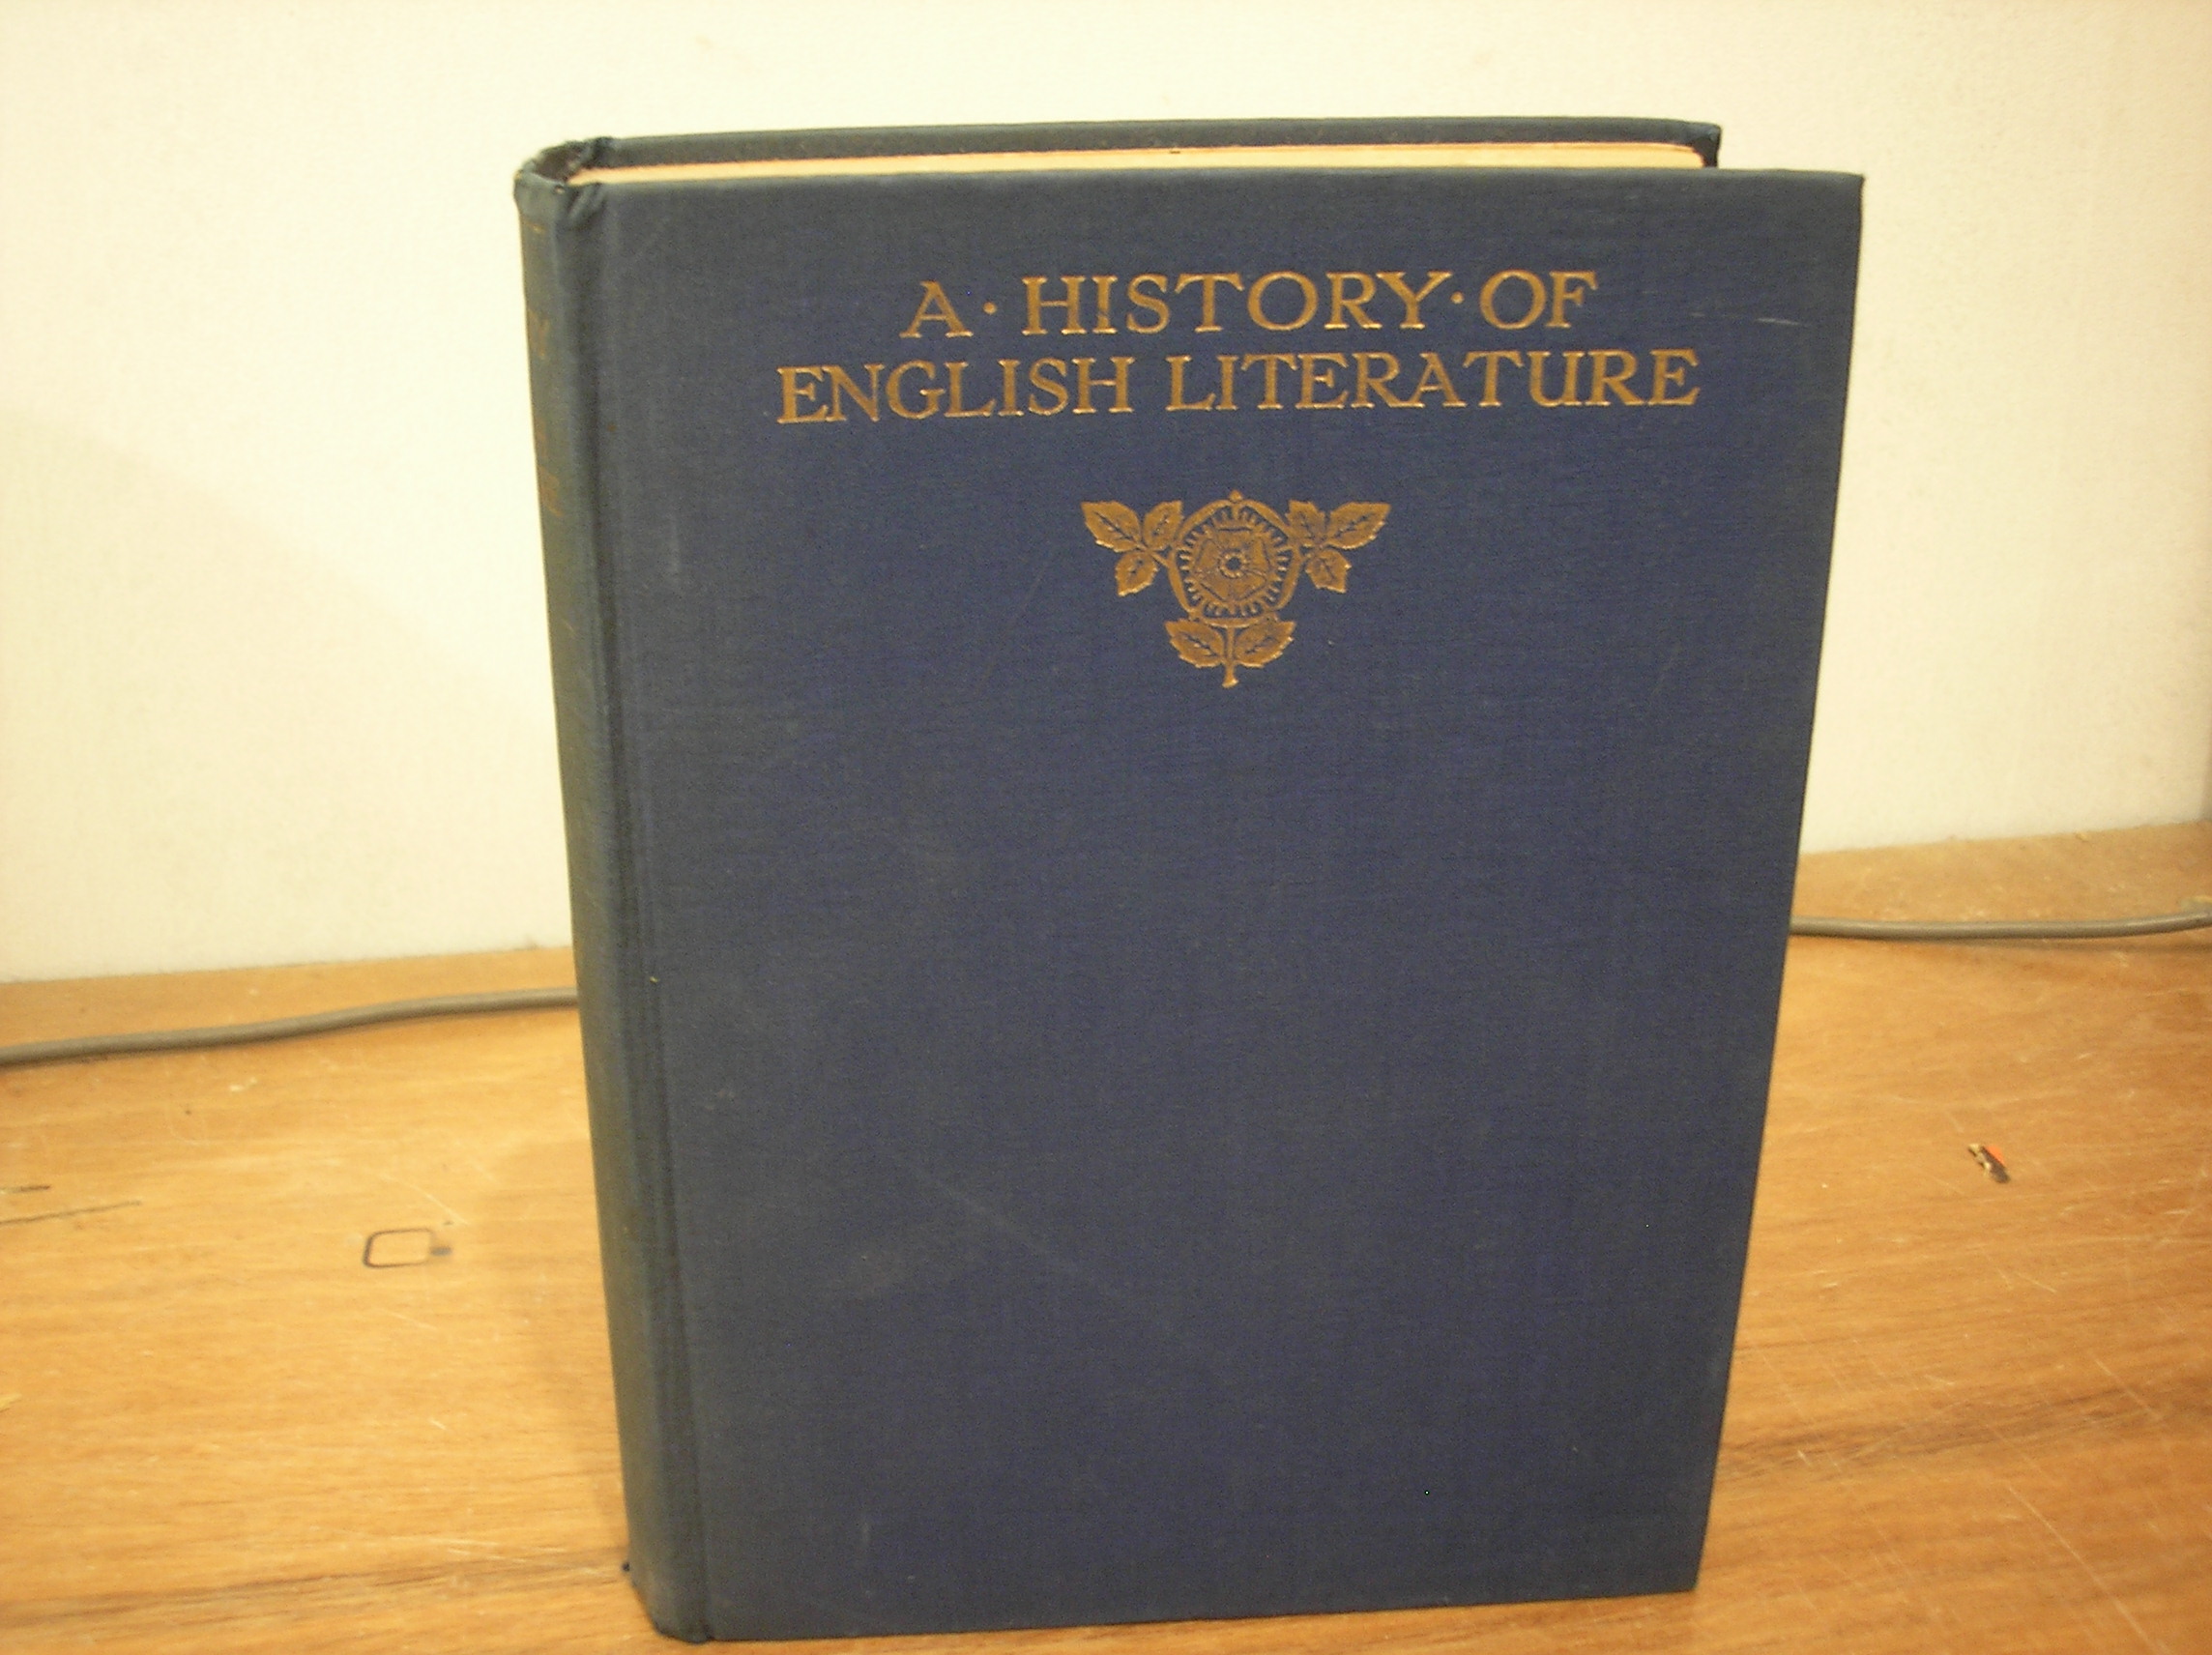 A · HISTORY · OF
ENGLISH LITERATURE